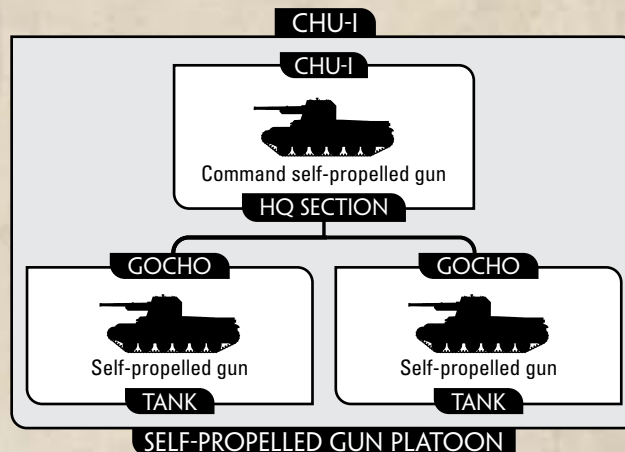 CHU-I
CHU-I
Command self-propelled gun
HQ SECTION
GOCHO
Self-propelled gun
TANK
GOCHO
Self-propelled gun
TANK
SELF-PROPELLED GUN PLATOON